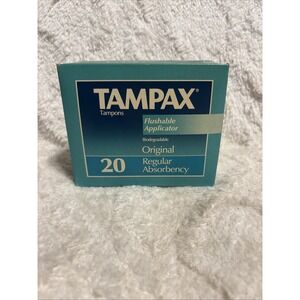 TAMPAX®
Tampons
Flushable
Applicator
Biodegradable
Original
20
Regular
Absorbency